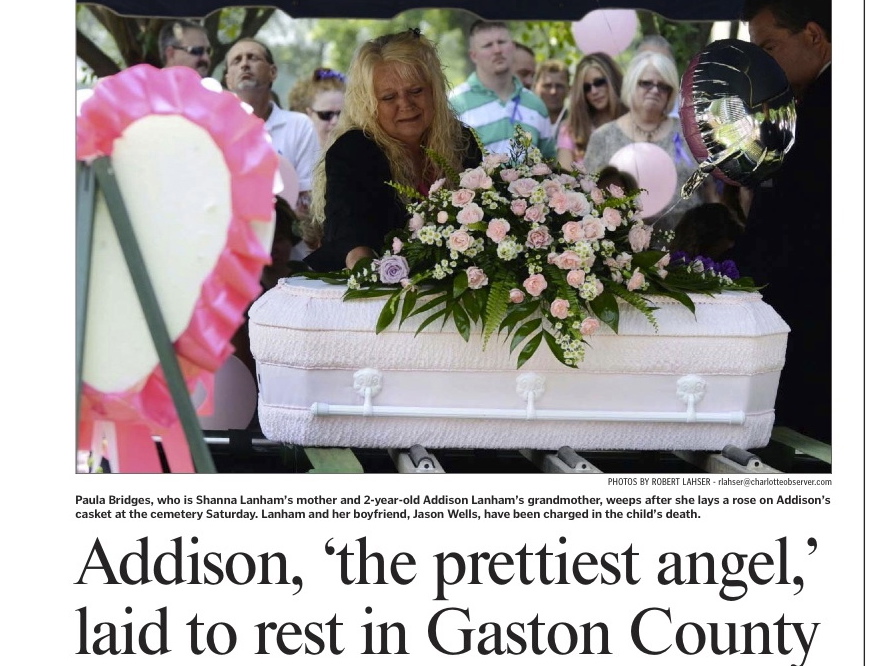 PHOTOS BY ROBERT LAHSER - rlahser@charlotteobserver.com
Paula Bridges, who is Shanna Lanham’s mother and 2-year-old Addison Lanham’s grandmother, weeps after she lays a rose on Addison’s
casket at the cemetery Saturday. Lanham and her boyfriend, Jason Wells, have been charged in the child’s death.
Addison, ‘the prettiest angel,’
laid to rest in Gaston County